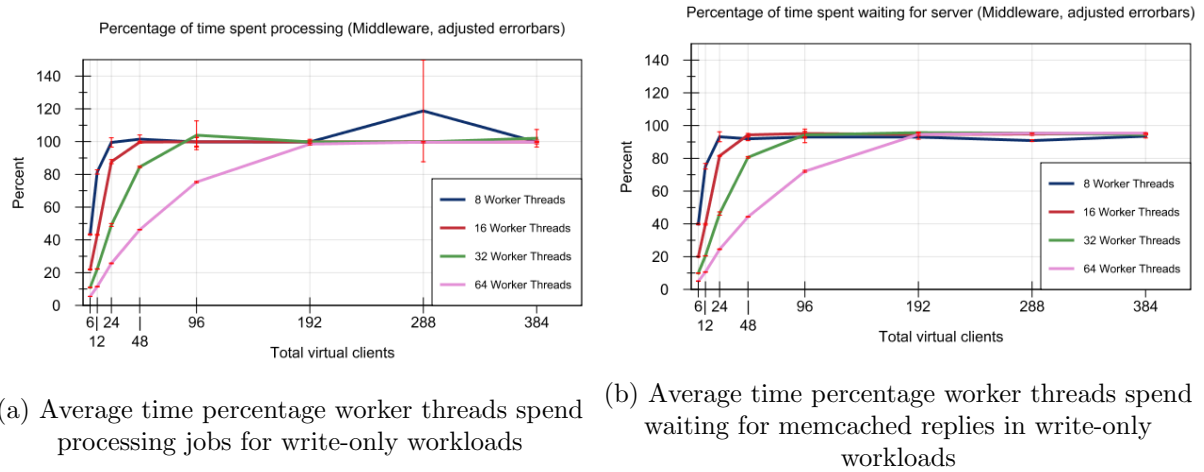 Percentage of time spent processing (Middleware, adjusted errorbars)
140
120
100
80
60
40
20
0
Percent
8 Worker Threads
16 Worker Threads
32 Worker Threads
64 Worker Threads
6 24 96 192 288 384
12 48
Total virtual clients
(a) Average time percentage worker threads spend
processing jobs for write-only workloads
Percentage of time spent waiting for server (Middleware, adjusted errorbars)
140
120
100
80
60
40
20
0
Percent
8 Worker Threads
16 Worker Threads
32 Worker Threads
64 Worker Threads
6 24 96 192 288 384
12 48
Total virtual clients
(b) Average time percentage worker threads spend
waiting for memcached replies in write-only
workloads